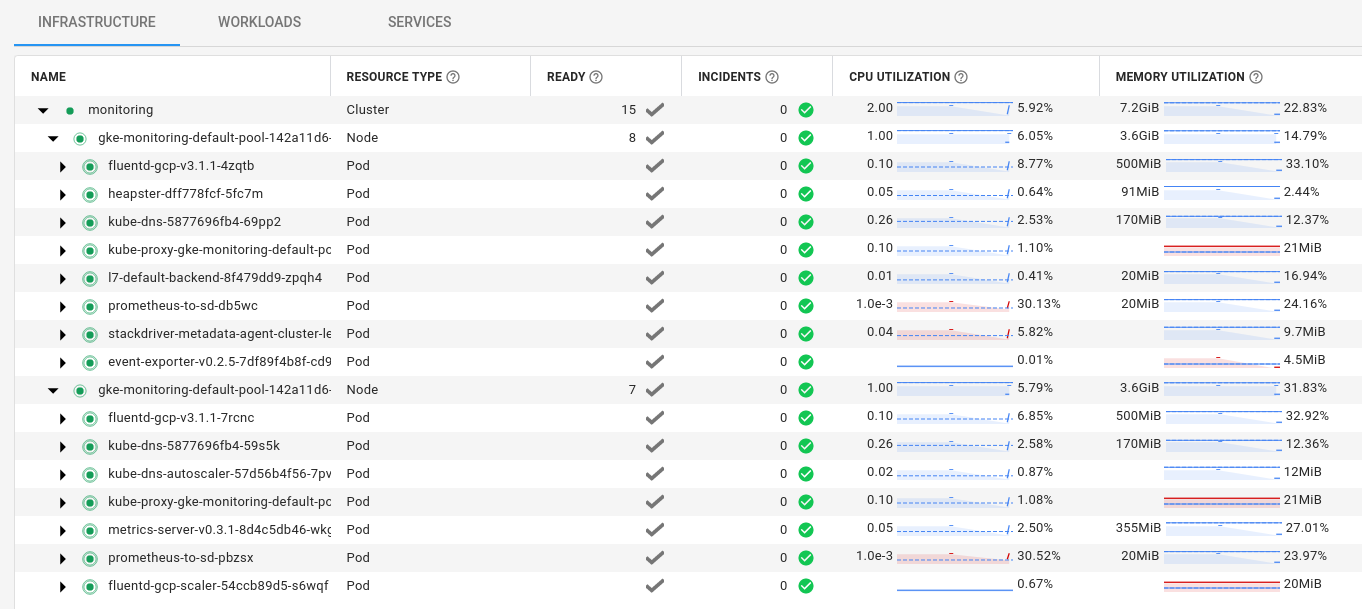 INFRASTRUCTURE WORKLOADS SERVICES
NAME RESOURCE TYPE READY INCIDENTS CPU UTILIZATION MEMORY UTILIZATION
monitoring Cluster 15 0 2.00 5.92% 7.2GiB 22.83%
gke-monitoring-default-pool-142a11d6- Node 8 0 1.00 6.05% 3.6GiB 14.79%
fluentd-gcp-v3.1.1-4zqtb Pod 0 0.10 8.77% 500MiB 33.10%
heapster-dff778fcf-5fc7m Pod 0 0.05 0.64% 91MiB 2.44%
kube-dns-5877696fb4-69pp2 Pod 0 0.26 2.53% 170MiB 12.37%
kube-proxy-gke-monitoring-default-po Pod 0 0.10 1.10% 21MiB
l7-default-backend-8f479dd9-zpqh4 Pod 0 0.01 0.41% 20MiB 16.94%
prometheus-to-sd-db5wc Pod 0 1.0e-3 30.13% 20MiB 24.16%
stackdriver-metadata-agent-cluster-le Pod 0 0.04 5.82% 9.7MiB
event-exporter-v0.2.5-7df89f4b8f-cd9 Pod 0 0.01% 4.5MiB
gke-monitoring-default-pool-142a11d6- Node 7 0 1.00 5.79% 3.6GiB 31.83%
fluentd-gcp-v3.1.1-7rcnc Pod 0 0.10 6.85% 500MiB 32.92%
kube-dns-5877696fb4-59s5k Pod 0 0.26 2.58% 170MiB 12.36%
kube-dns-autoscaler-57d56b4f56-7pv Pod 0 0.02 0.87% 12MiB
kube-proxy-gke-monitoring-default-po Pod 0 0.10 1.08% 21MiB
metrics-server-v0.3.1-8d4c5db46-wkg Pod 0 0.05 2.50% 355MiB 27.01%
prometheus-to-sd-pbzsx Pod 0 1.0e-3 30.52% 20MiB 23.97%
fluentd-gcp-scaler-54ccb89d5-s6wqf Pod 0 0.67% 20MiB